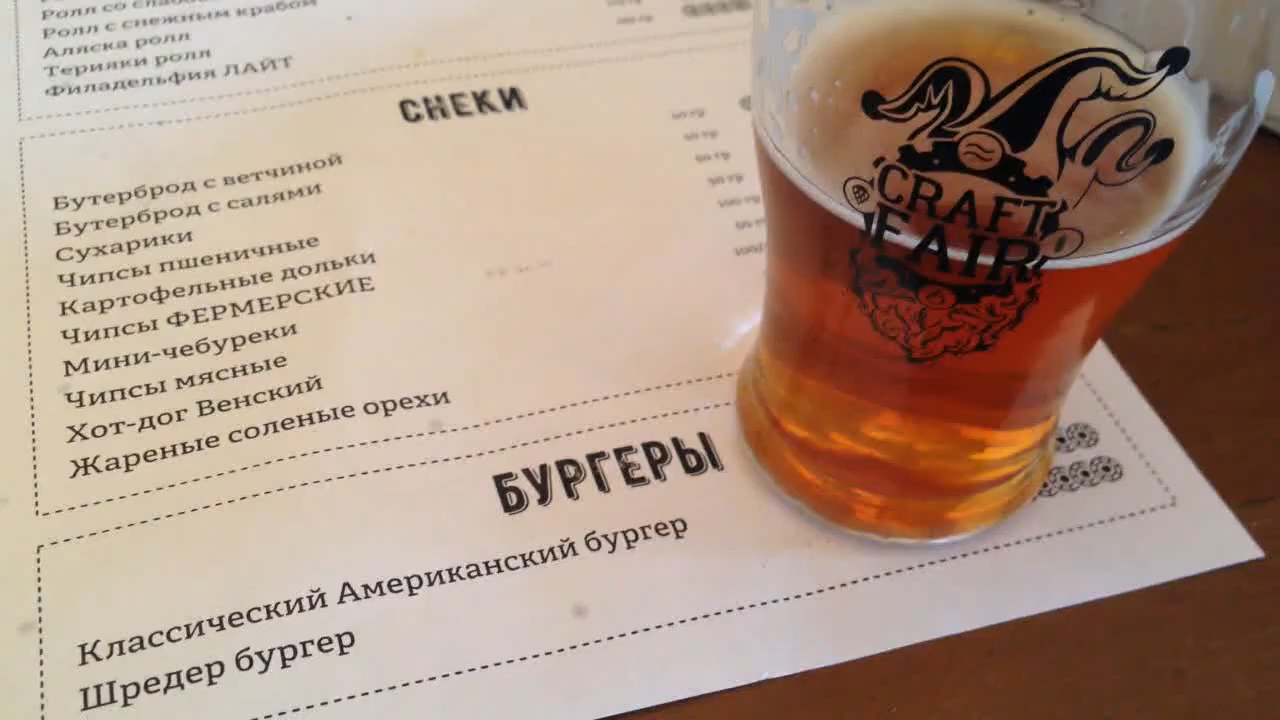 Ролл со
Ролл с снежным крабом
Аляска ролл
Терияки ролл
Филадельфия ЛАЙТ
СНЕКИ
Бутерброд с ветчиной
Бутерброд с салями
Сухарики
Чипсы пшеничные
Картофельные дольки
Чипсы ФЕРМЕРСКИЕ
Мини-чебуреки
Чипсы мясные
Хот-дог Венский
Жареные соленые орехи
БУРГЕРЫ
Классический Американский бургер
Шредер бургер
CRAFT
FAIR